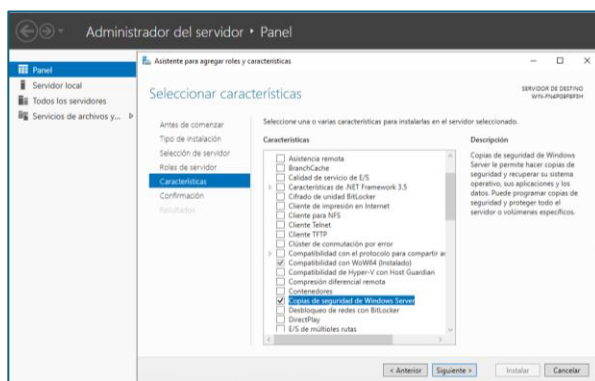 Administrador del servidor • Panel
Panel
Servidor local
Todos los servidores
Servicios de archivos y...
Asistente para agregar roles y características
Seleccionar características
SERVIDOR DE DESTINO
Antes de comenzar
Tipo de instalación
Selección de servidor
Roles de servidor
Características
Confirmación
Resultados
Seleccione una o varias características para instalarlas en el servidor seleccionado.
Características
Asistencia remota
BranchCache
Calidad de servicio de E/S
Características de .NET Framework 3.5
Cifrado de unidad BitLocker
Cliente de impresión en Internet
Cliente para NFS
Cliente Telnet
Cliente TFTP
Clúster de conmutación por error
Compatibilidad con el protocolo para compartir
Compatibilidad con WoW64 (Instalado)
Compatibilidad de Hyper-V con Host Guardian
Compresión diferencial remota
Contenedores
Copias de seguridad de Windows Server
Desbloqueo de redes con BitLocker
DirectPlay
E/S de múltiples rutas
Descripción
Copias de seguridad de Windows
Server le permite hacer copias de
seguridad y recuperar su sistema
operativo, sus aplicaciones y los
datos. Puede programar copias de
seguridad y proteger todo el
servidor o volúmenes específicos.
< Anterior
Siguiente >
Instalar
Cancelar